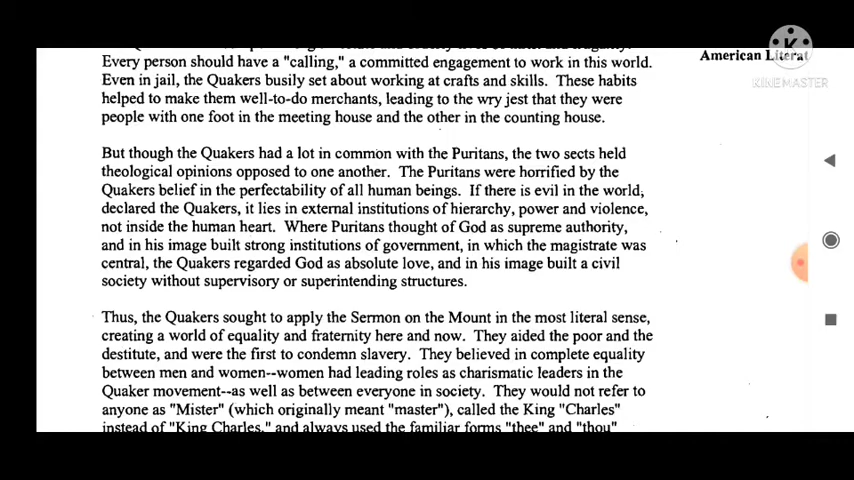 Every person should have a "calling," a committed engagement to work in this world.
American Literat
Even in jail, the Quakers busily set about working at crafts and skills. These habits
KINEMASTER
helped to make them well-to-do merchants, leading to the wry jest that they were
people with one foot in the meeting house and the other in the counting house.
But though the Quakers had a lot in common with the Puritans, the two sects held
theological opinions opposed to one another. The Puritans were horrified by the
Quakers belief in the perfectability of all human beings. If there is evil in the world,
declared the Quakers, it lies in external institutions of hierarchy, power and violence,
not inside the human heart. Where Puritans thought of God as supreme authority,
and in his image built strong institutions of government, in which the magistrate was
central, the Quakers regarded God as absolute love, and in his image built a civil
society without supervisory or superintending structures.
Thus, the Quakers sought to apply the Sermon on the Mount in the most literal sense,
creating a world of equality and fraternity here and now. They aided the poor and the
destitute, and were the first to condemn slavery. They believed in complete equality
between men and women--women had leading roles as charismatic leaders in the
Quaker movement--as well as between everyone in society. They would not refer to
anyone as "Mister" (which originally meant "master"), called the King "Charles"
instead of "King Charles," and always used the familiar forms "thee" and "thou"